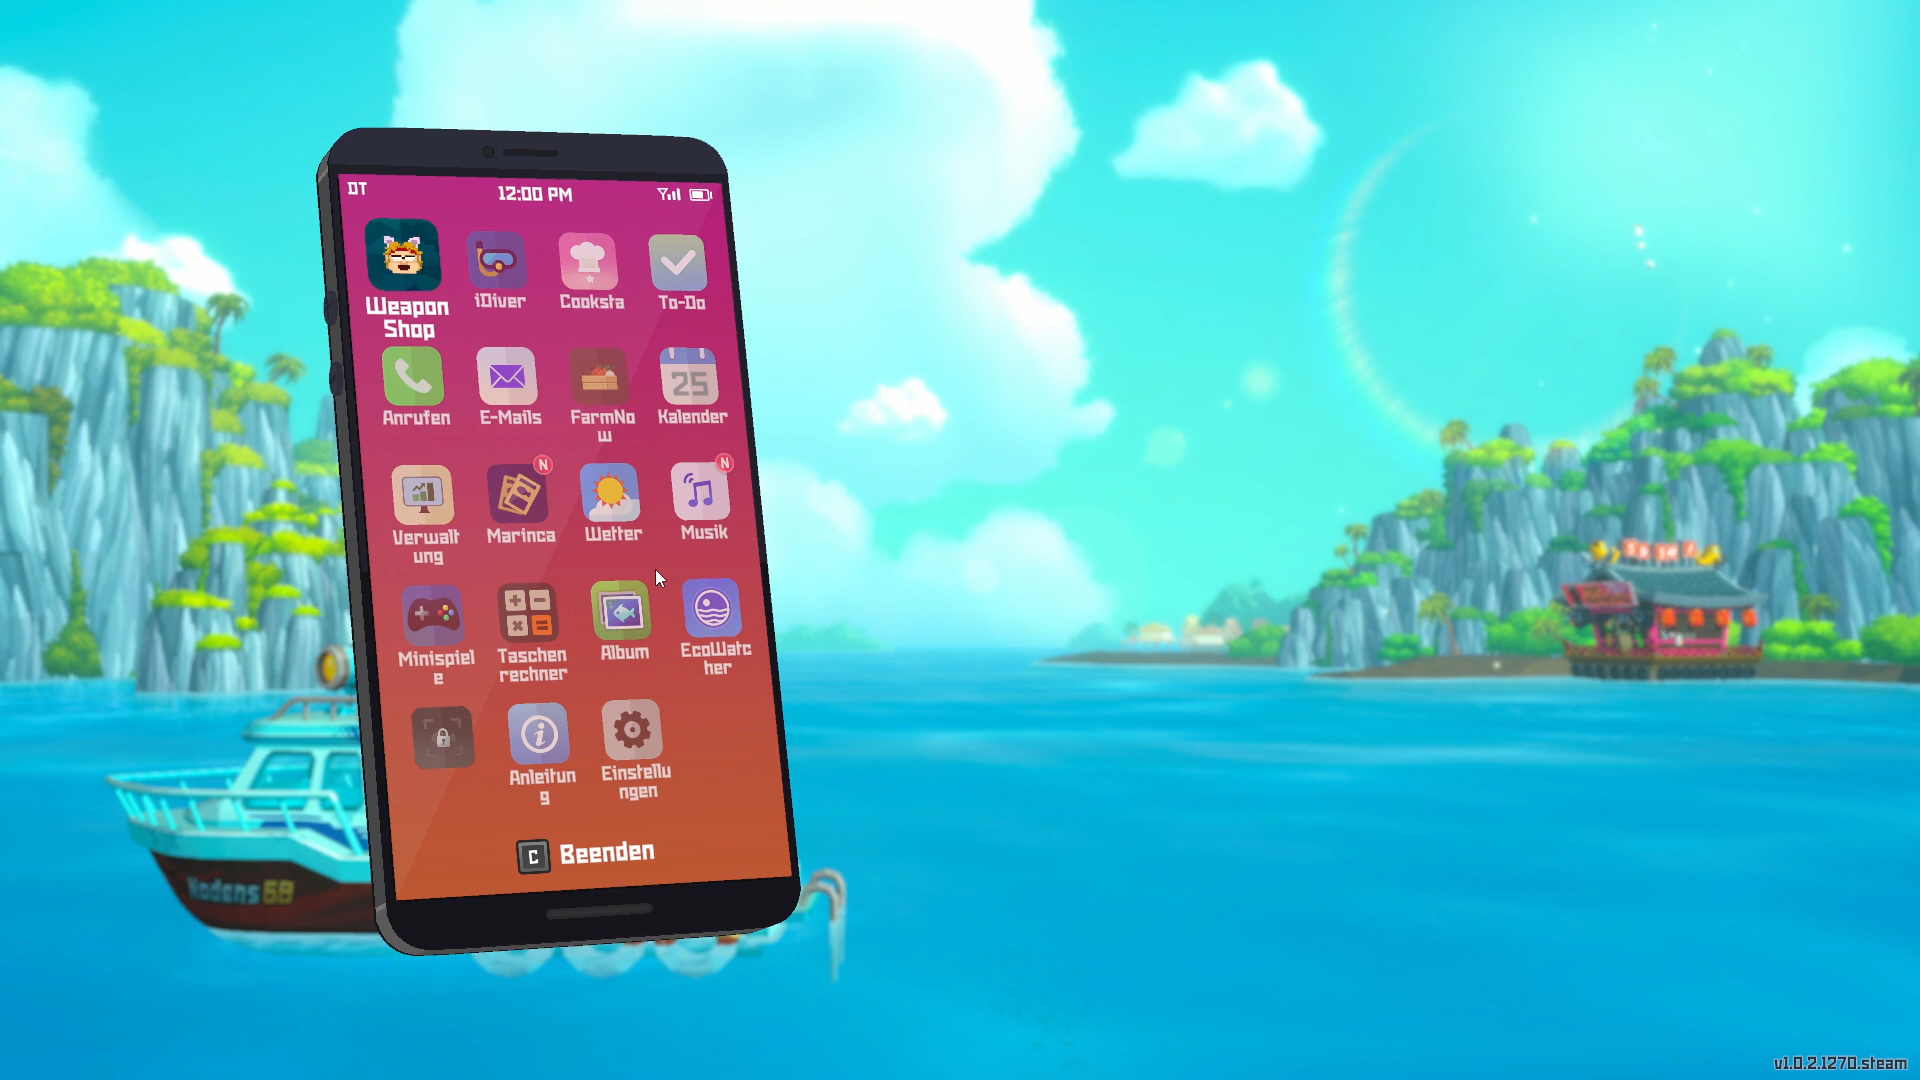 DT
12:00 PM
Weapon
Shop
iDiver
Cooksta
To-Do
Anrufen
E-Mails
FarmNo
w
25
Kalender
Verwalt
ung
N
Marinca
Wetter
N
Musik
Minispiel
e
Taschen
rechner
Album
EcoWatc
her
Anleitun
g
Einstellu
ngen
C Beenden
Nodens68
v1.0.2.1270.steam